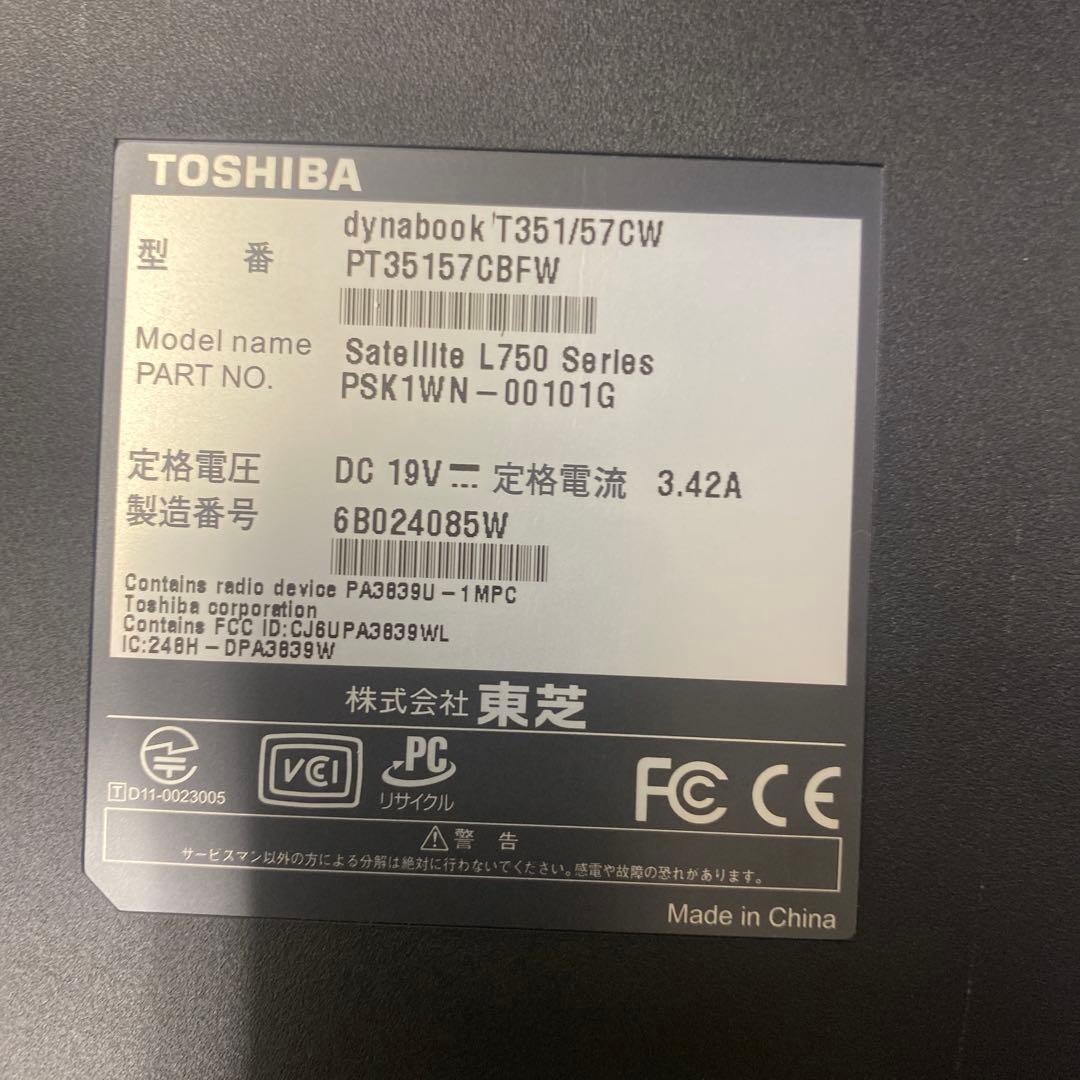 TOSHIBA
型 番 dynabook T351/57CW
PT35157CBFW
Model name Satellite L750 Series
PART NO. PSK1WN-00101G
定格電圧 DC 19V 定格電流 3.42A
製造番号 6B024085W
Contains radio device PA3839U-1MPC
Toshiba corporation
Contains FCC ID:CJ6UPA3839WL
IC:248H-DPA3839W
株式会社 東芝
VCI PC FC CE
T D11-0023005 リサイクル
⚠警 告
サービスマン以外の方による分解は絶対に行わないでください。感電や故障の恐れがあります。
Made in China